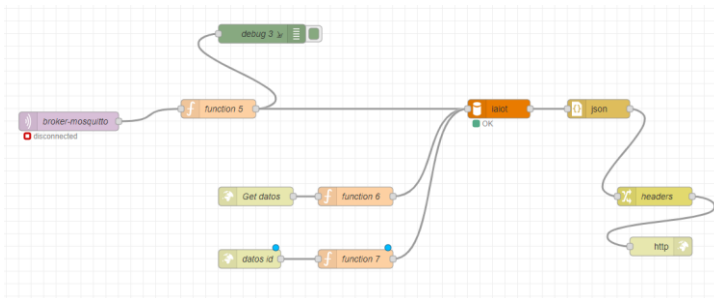 debug 3
function 5
broker-mosquitto
disconnected
Iaiot
OK
json
Get datos
function 6
headers
http
datos id
function 7